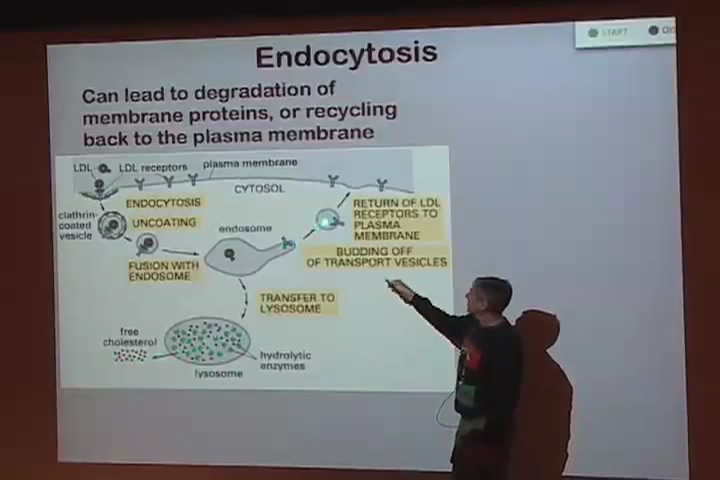 START
Endocytosis
Can lead to degradation of
membrane proteins, or recycling
back to the plasma membrane
LDL
LDL receptors
plasma membrane
CYTOSOL
clathrin-
coated
vesicle
ENDOCYTOSIS
UNCOATING
FUSION WITH
ENDOSOME
endosome
RETURN OF LDL
RECEPTORS TO
PLASMA
MEMBRANE
BUDDING OFF
OF TRANSPORT VESICLES
TRANSFER TO
LYSOSOME
free
cholesterol
lysosome
hydrolytic
enzymes